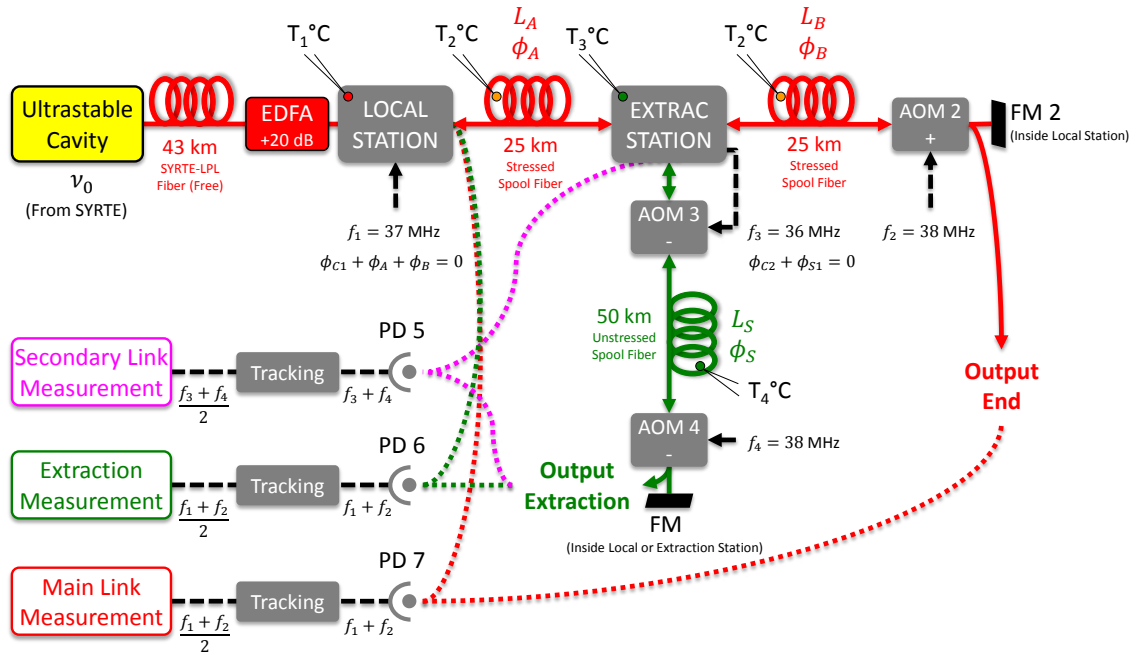 T₁°C
T₂°C
L_A
ϕ_A
T₃°C
T₂°C
L_B
ϕ_B
Ultrastable
Cavity
ν₀
(From SYRTE)
43 km
SYRTE-LPL
Fiber (Free)
EDFA
+20 dB
LOCAL
STATION
25 km
Stressed
Spool Fiber
EXTRAC
STATION
25 km
Stressed
Spool Fiber
AOM 2
+
FM 2
(Inside Local Station)
f₁ = 37 MHz
ϕ_C1 + ϕ_A + ϕ_B = 0
AOM 3
-
f₃ = 36 MHz
ϕ_C2 + ϕ_S1 = 0
f₂ = 38 MHz
50 km
Unstressed
Spool Fiber
L_S
ϕ_S
T₄°C
AOM 4
-
f₄ = 38 MHz
Output
Extraction
FM
(Inside Local or Extraction Station)
Output
End
Secondary Link
Measurement
(f₃ + f₄)/2
Tracking
f₃ + f₄
PD 5
Extraction
Measurement
(f₁ + f₂)/2
Tracking
f₁ + f₂
PD 6
Main Link
Measurement
(f₁ + f₂)/2
Tracking
f₁ + f₂
PD 7